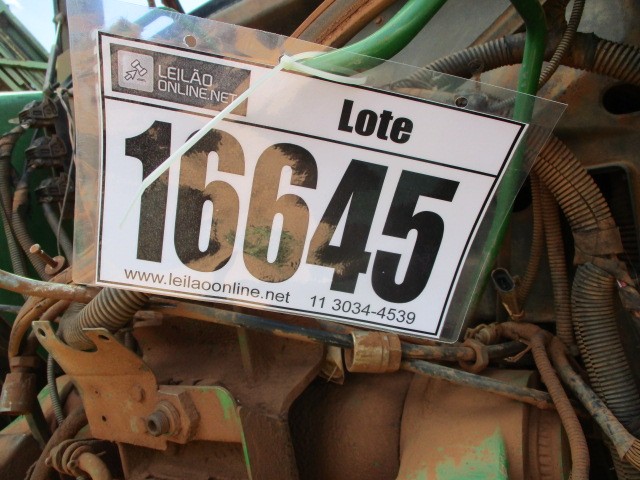 LEILÃO
ONLINE.NET
Lote
16645
www.leilaoonline.net 11 3034-4539